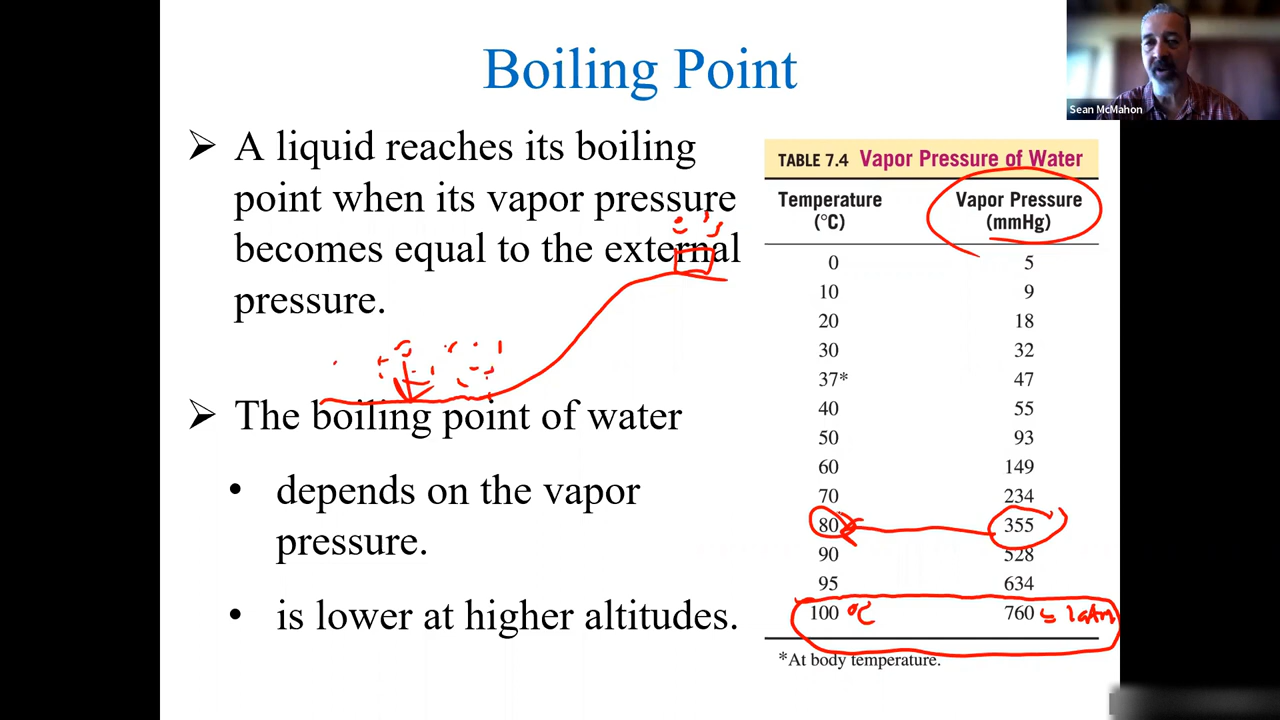 Boiling Point
Sean McMahon
➢ A liquid reaches its boiling
point when its vapor pressure
becomes equal to the external
pressure.
➢ The boiling point of water
• depends on the vapor
pressure.
• is lower at higher altitudes.
TABLE 7.4 Vapor Pressure of Water
Temperature Vapor Pressure
(°C) (mmHg)
0 5
10 9
20 18
30 32
37* 47
40 55
50 93
60 149
70 234
80 355
90 528
95 634
100 °C 760 = 1 atm
*At body temperature.